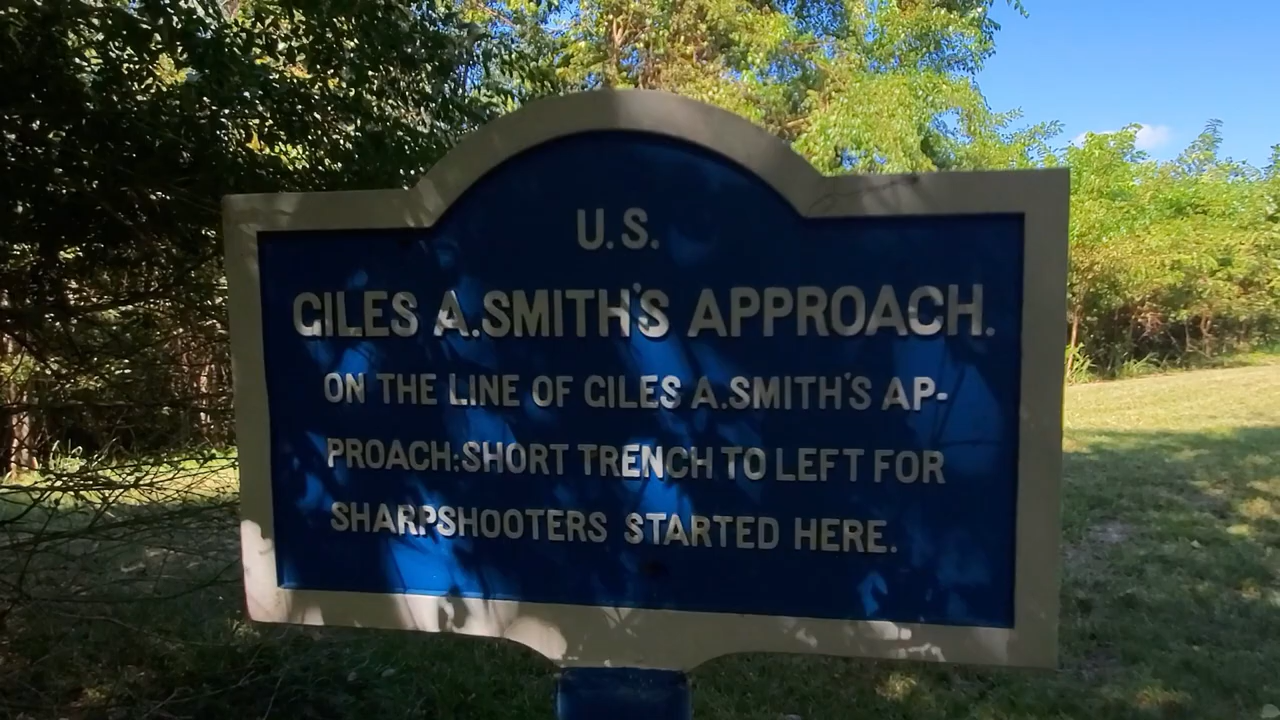 U.S.
GILES A.SMITH'S APPROACH.
ON THE LINE OF GILES A.SMITH'S AP-
PROACH:SHORT TRENCH TO LEFT FOR
SHARPSHOOTERS STARTED HERE.